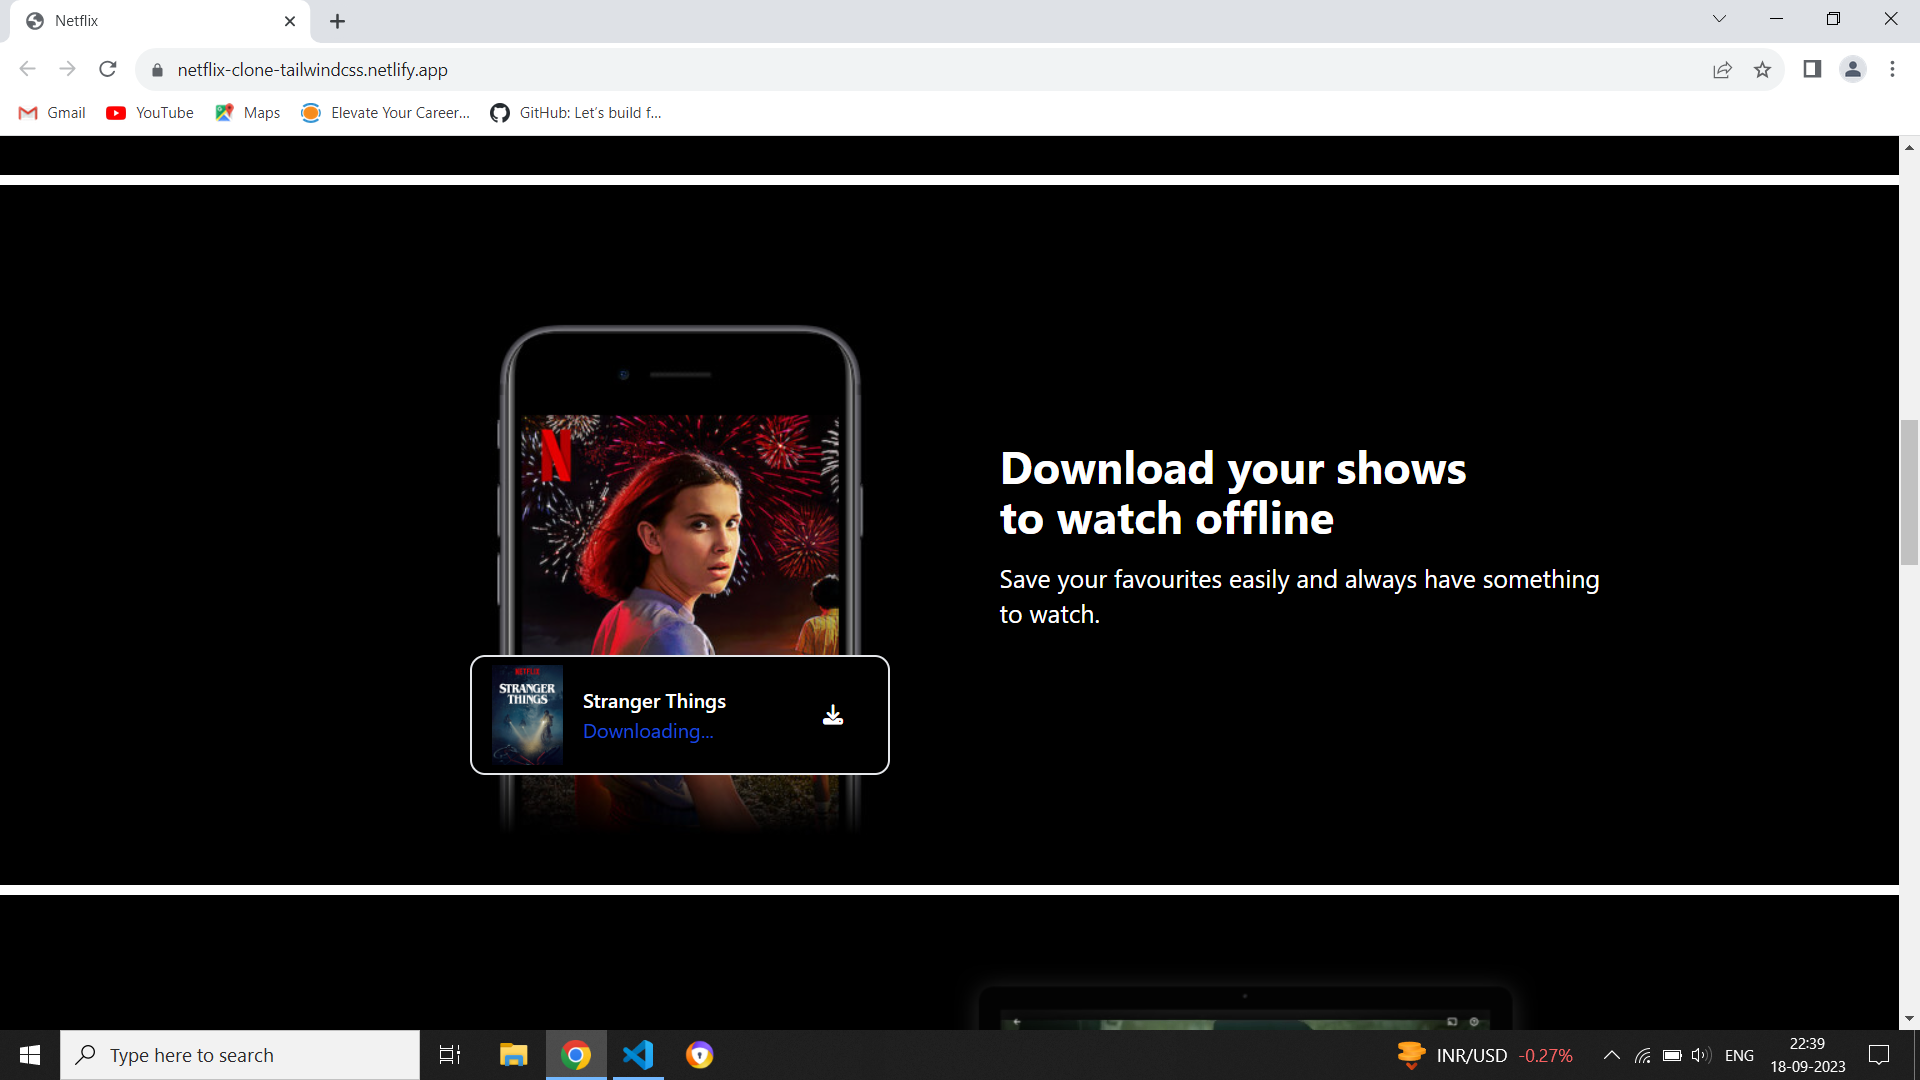 Netflix
netflix-clone-tailwindcss.netlify.app
Gmail
YouTube
Maps
Elevate Your Career...
GitHub: Let's build f...
N
Download your shows
to watch offline
Save your favourites easily and always have something
to watch.
NETFLIX
STRANGER
THINGS
Stranger Things
Downloading...
Type here to search
INR/USD -0.27%
ENG
22:39
18-09-2023